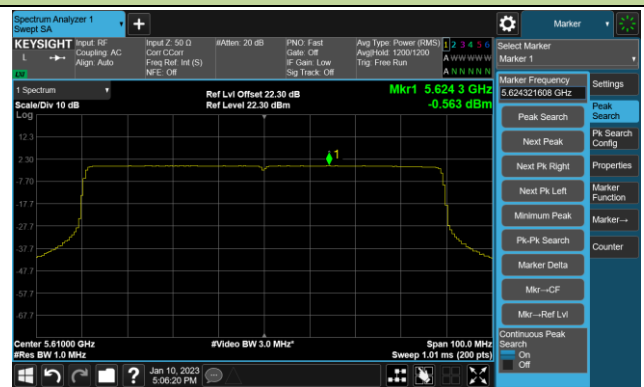 Spectrum Analyzer 1
Swept SA
+
Marker
KEYSIGHT
L
LW
Input: RF
Coupling: AC
Align: Auto
Input Z: 50 Ω
Corr CCorr
Freq Ref: Int (S)
NFE: Off
#Atten: 20 dB
PNO: Fast
Gate: Off
IF Gain: Low
Sig Track: Off
Avg Type: Power (RMS)
Avg|Hold: 1200/1200
Trig: Free Run
1 2 3 4 5 6
A W W W W W
A N N N N N
Select Marker
Marker 1
1 Spectrum
Scale/Div 10 dB
Log
Ref Lvl Offset 22.30 dB
Ref Level 22.30 dBm
Mkr1 5.624 3 GHz
-0.563 dBm
1
12.3
2.30
-7.70
-17.7
-27.7
-37.7
-47.7
-57.7
-67.7
Center 5.61000 GHz
#Res BW 1.0 MHz
#Video BW 3.0 MHz*
Span 100.0 MHz
Sweep 1.01 ms (200 pts)
Marker Frequency
5.624321608 GHz
Peak Search
Next Peak
Next Pk Right
Next Pk Left
Minimum Peak
Pk-Pk Search
Marker Delta
Mkr→CF
Mkr→Ref Lvl
Continuous Peak
Search
On
Off
Settings
Peak
Search
Pk Search
Config
Properties
Marker
Function
Marker→
Counter
?
Jan 10, 2023
5:06:20 PM